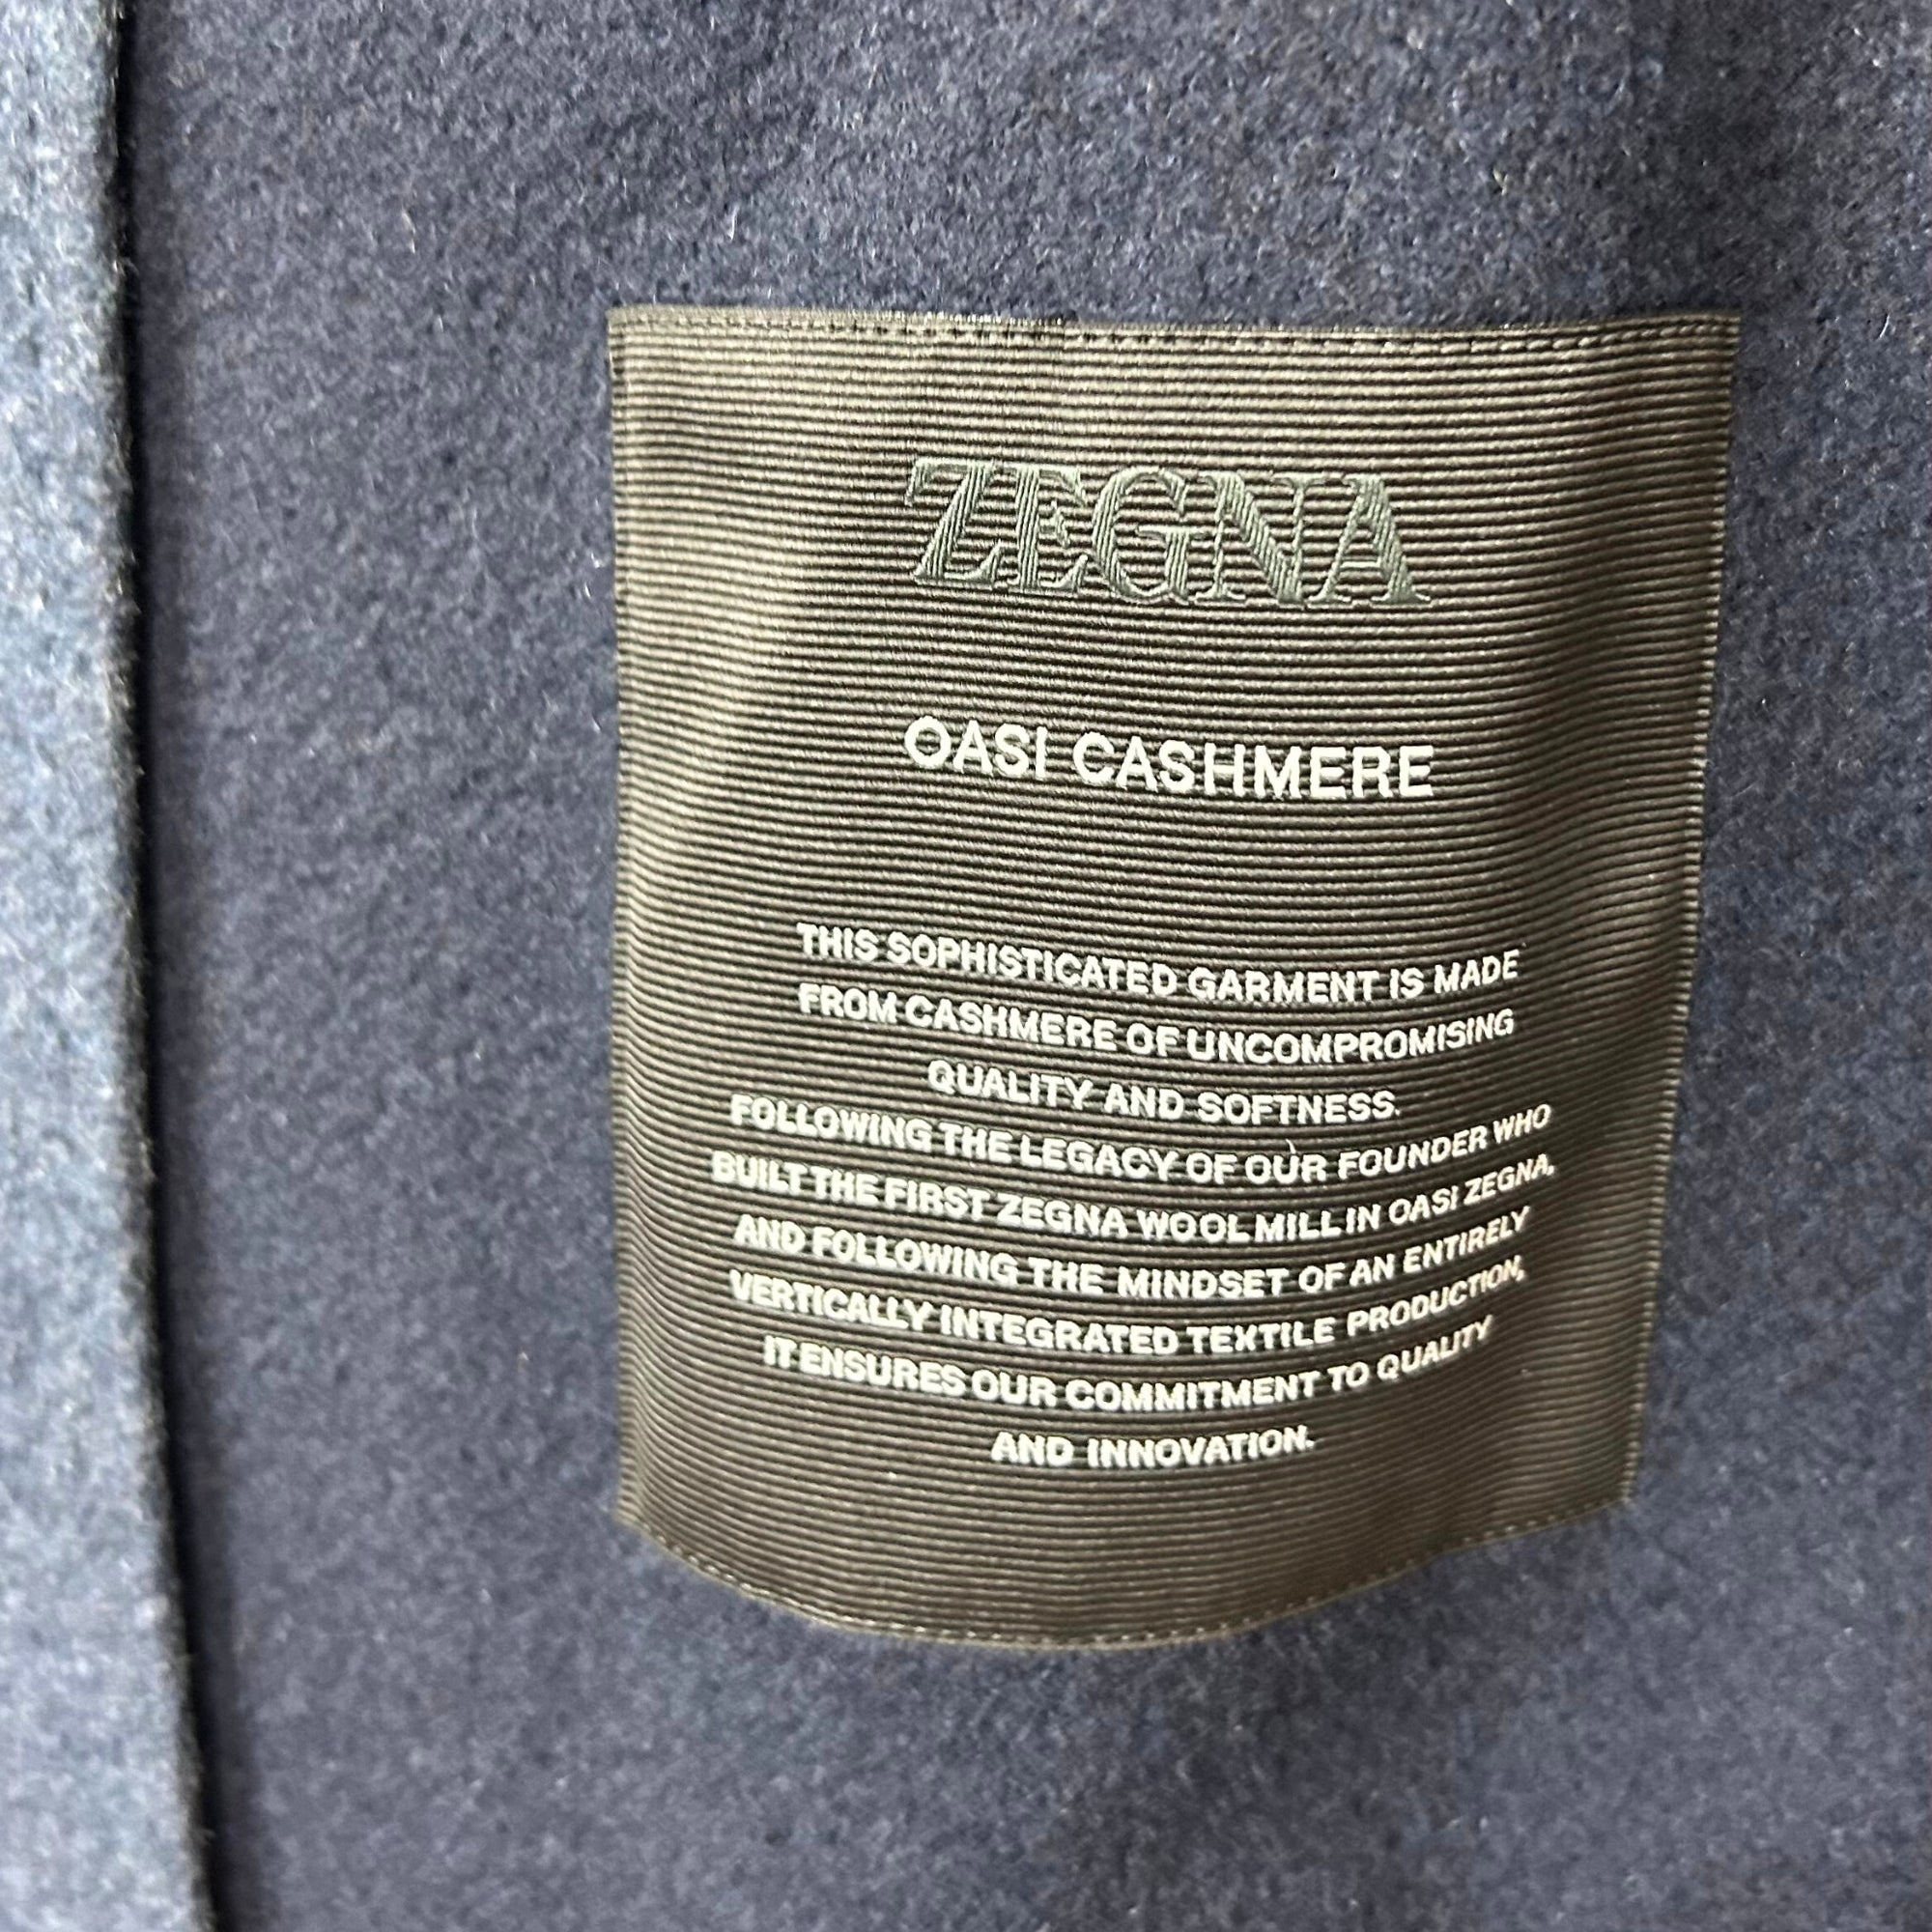 ZEGNA
OASI CASHMERE
THIS SOPHISTICATED GARMENT IS MADE
FROM CASHMERE OF UNCOMPROMISING
QUALITY AND SOFTNESS.
FOLLOWING THE LEGACY OF OUR FOUNDER WHO
BUILT THE FIRST ZEGNA WOOL MILL IN OASI ZEGNA,
AND FOLLOWING THE MINDSET OF AN ENTIRELY
VERTICALLY INTEGRATED TEXTILE PRODUCTION,
IT ENSURES OUR COMMITMENT TO QUALITY
AND INNOVATION.